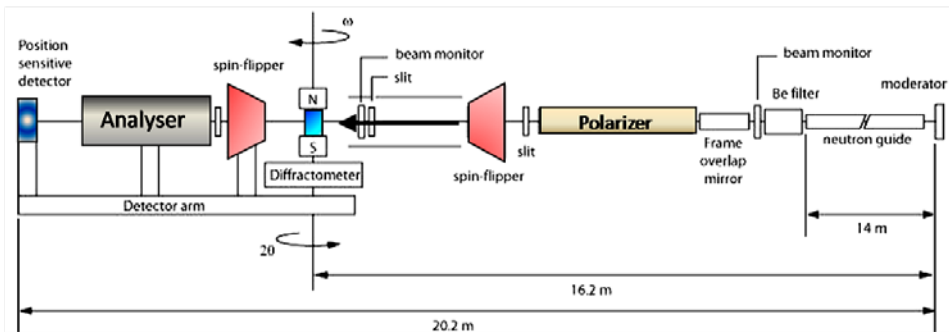 Position
sensitive
detector
spin-flipper
ω
beam monitor
slit
beam monitor
Be filter
moderator
Analyser
N
S
Polarizer
slit
Frame
overlap
mirror
neutron guide
spin-flipper
Diffractometer
Detector arm
2θ
14 m
16.2 m
20.2 m